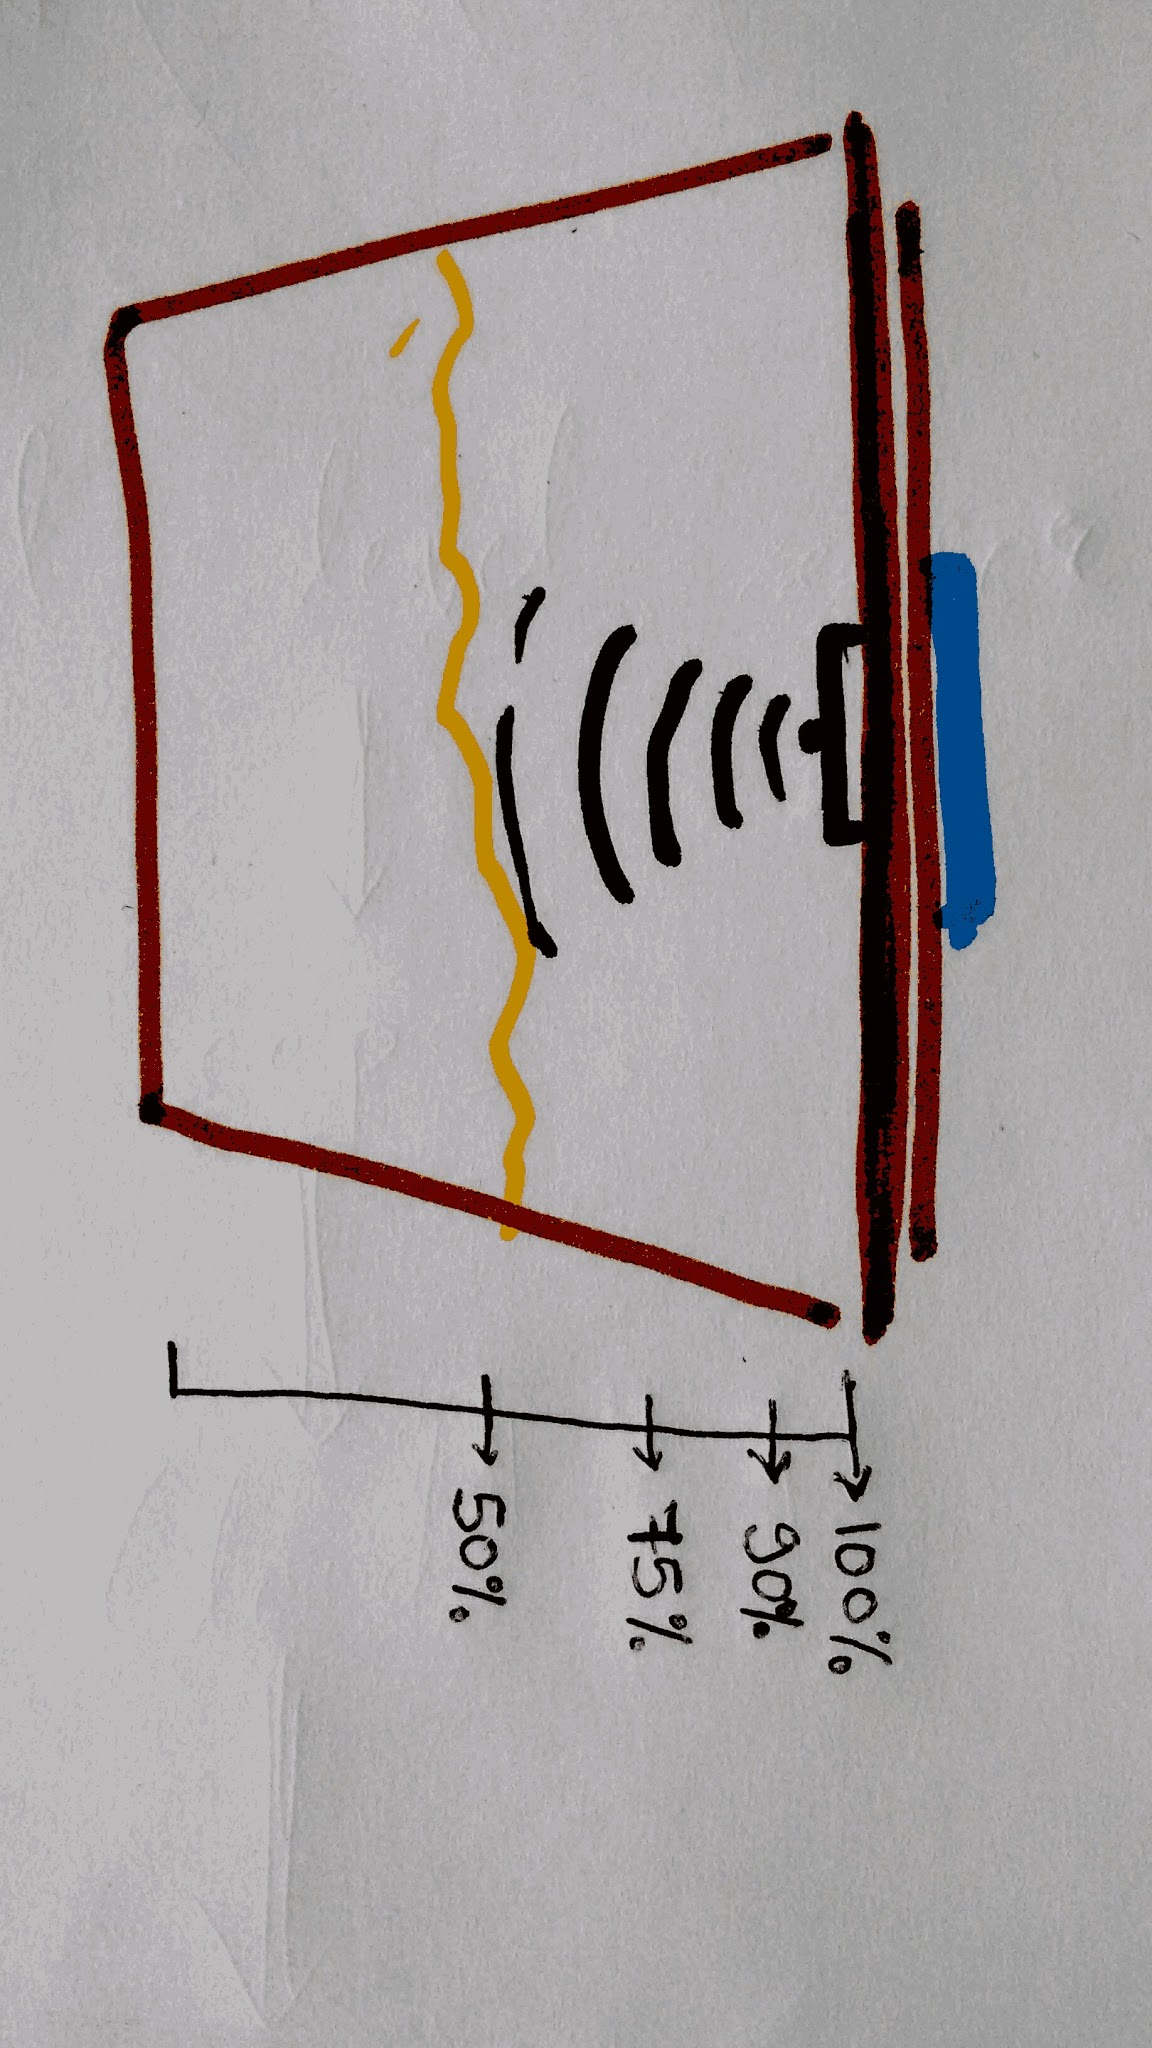 → 100%
→ 90%
→ 75%
→ 50%